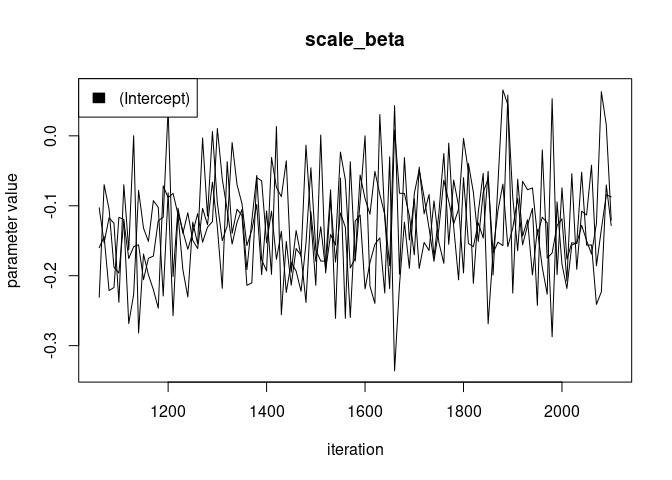 scale_beta
(Intercept)
parameter value
0.0
-0.1
-0.2
-0.3
1200 1400 1600 1800 2000
iteration